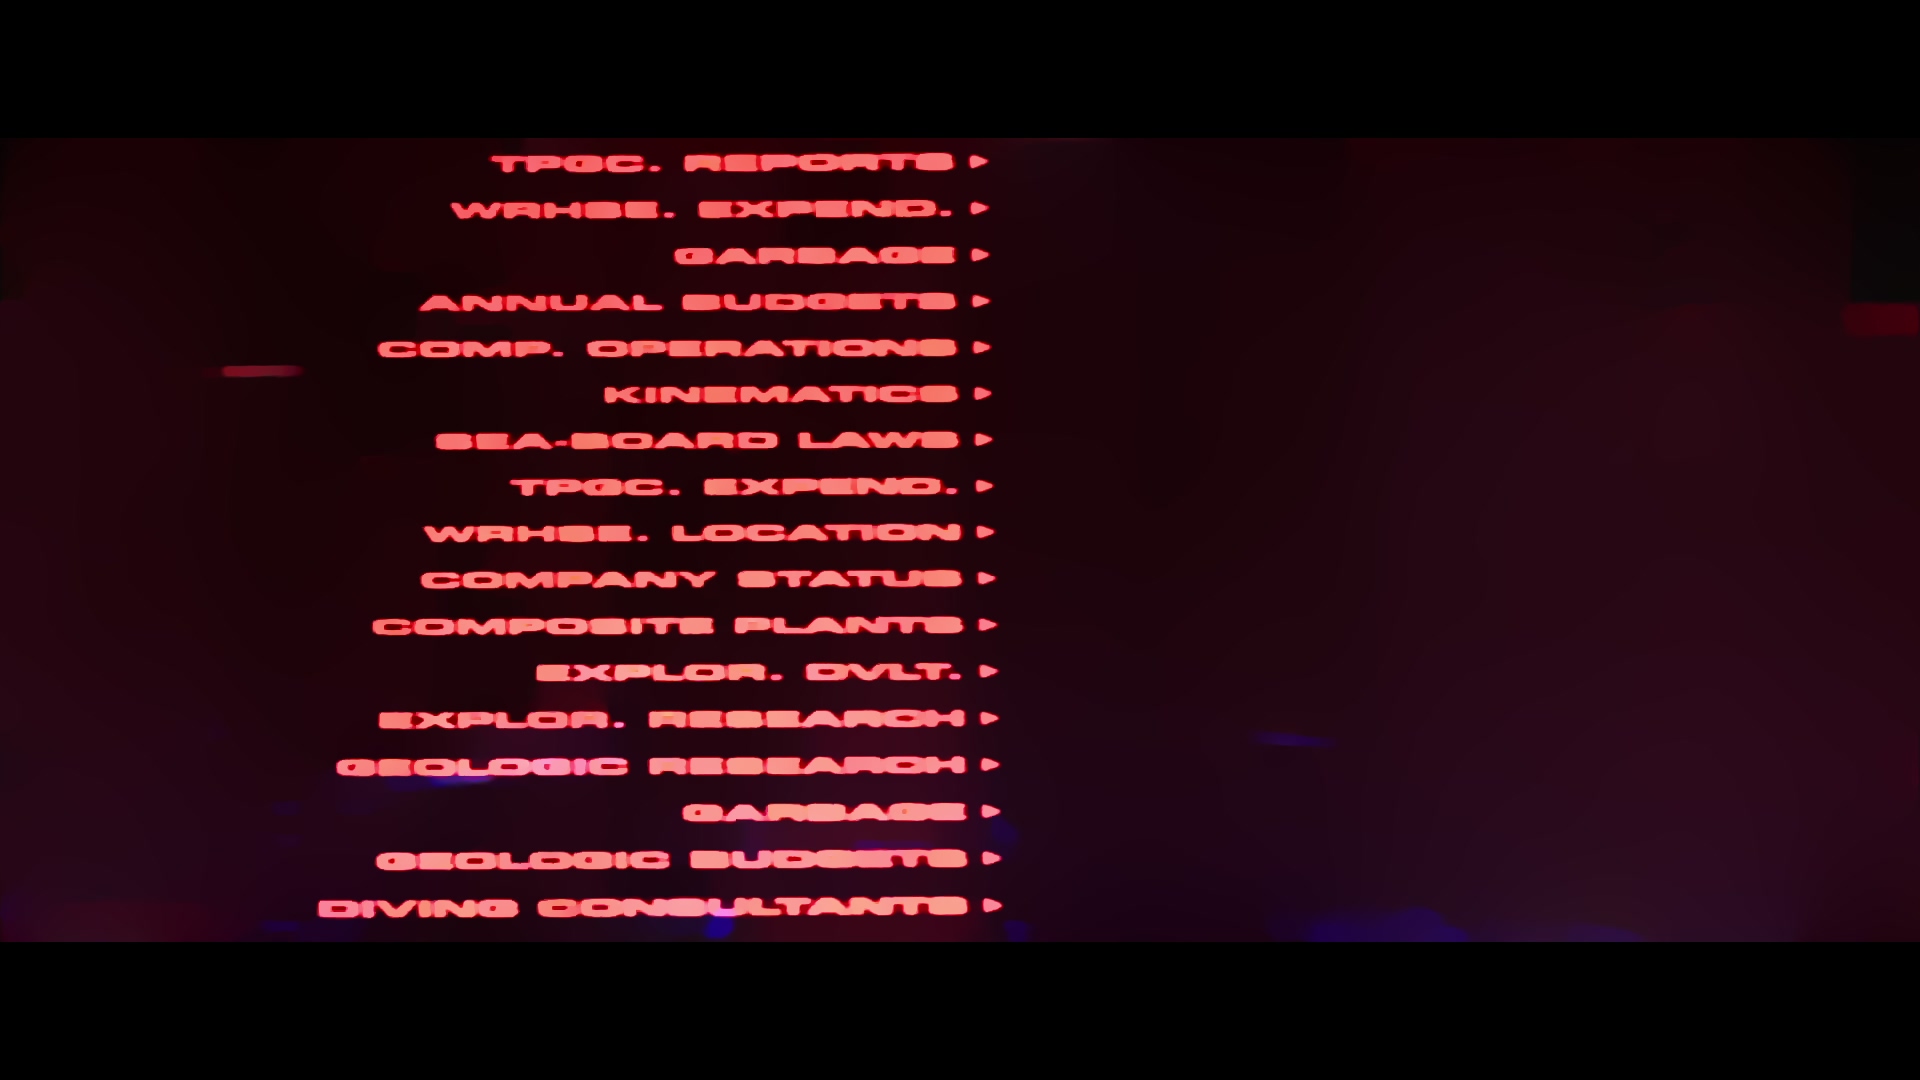 TPGC. REPORTS
WRHSE. EXPEND.
GARBAGE
ANNUAL BUDGETS
COMP. OPERATIONS
KINEMATICS
SEA-BOARD LAWS
TPGC. EXPEND.
WRHSE. LOCATION
COMPANY STATUS
COMPOSITE PLANTS
EXPLOR. DVLT.
EXPLOR. RESEARCH
GEOLOGIC RESEARCH
GARBAGE
GEOLOGIC BUDGETS
DIVING CONSULTANTS